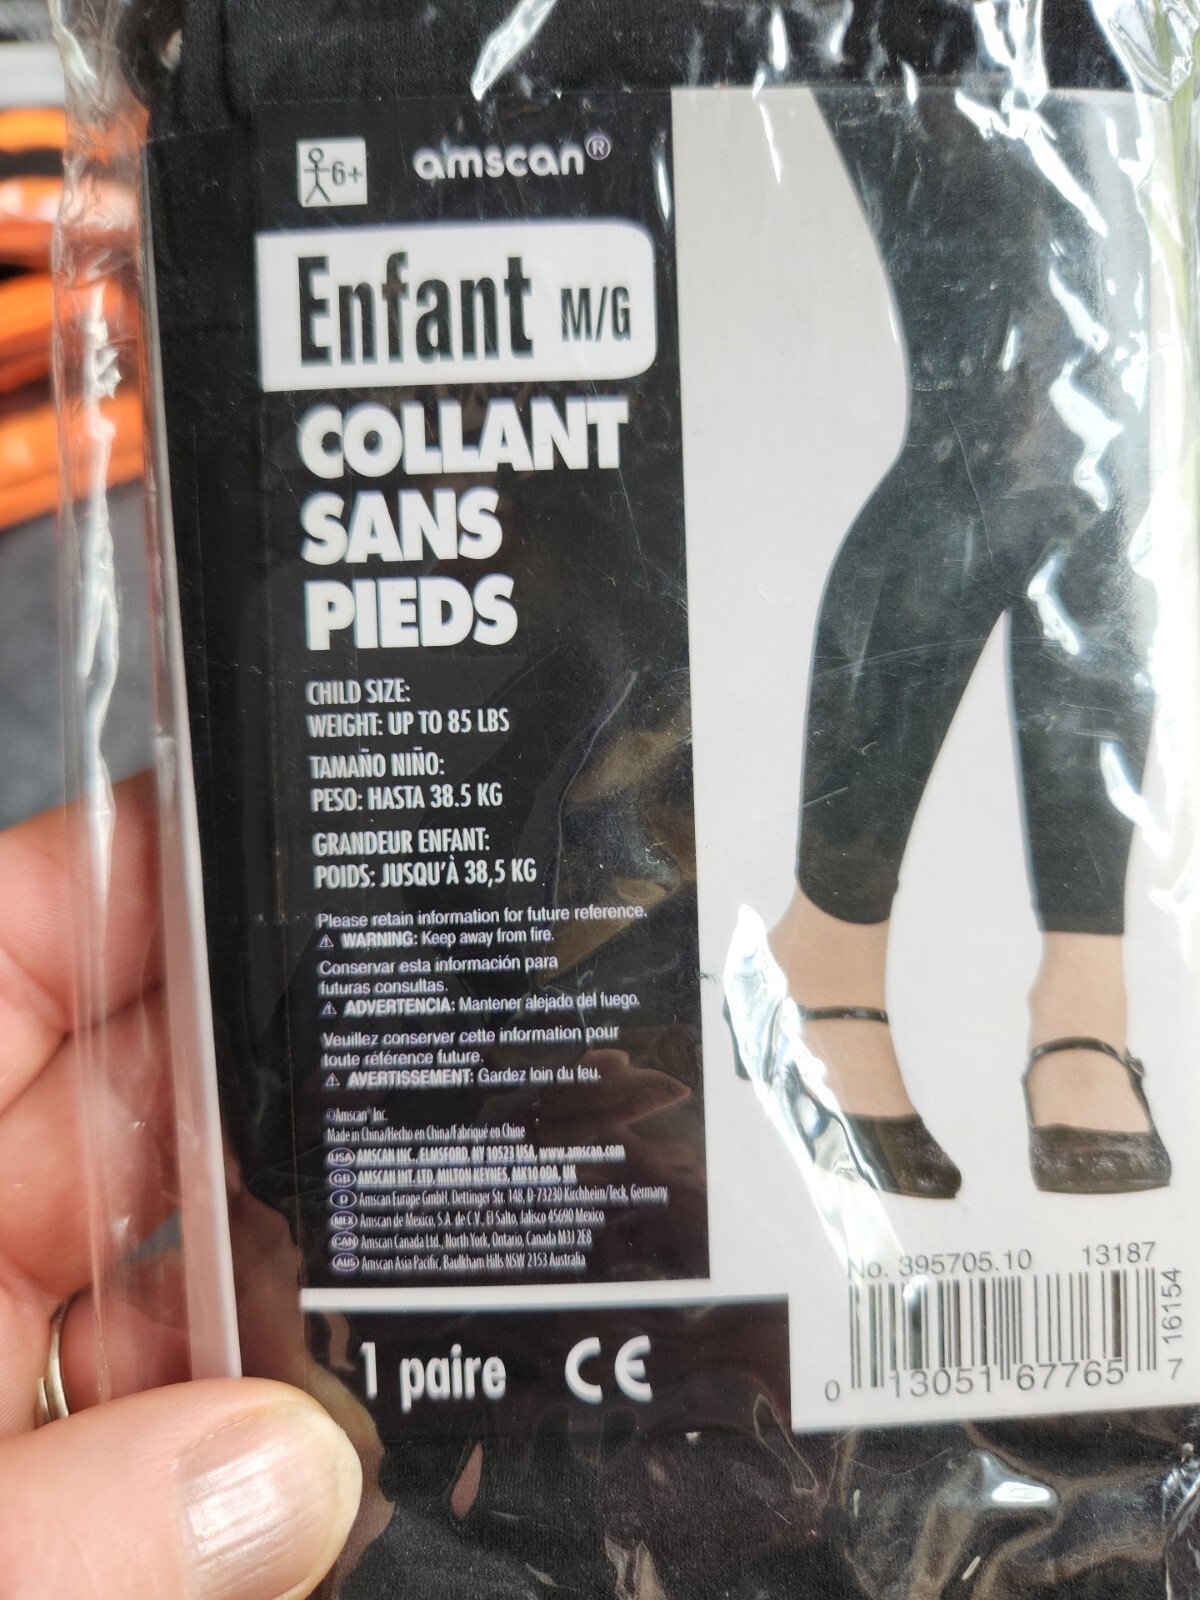 6+
amscan®
Enfant M/G
COLLANT
SANS
PIEDS
CHILD SIZE:
WEIGHT: UP TO 85 LBS
TAMAÑO NIÑO:
PESO: HASTA 38.5 KG
GRANDEUR ENFANT:
POIDS: JUSQU'À 38,5 KG
Please retain information for future reference.
⚠ WARNING: Keep away from fire.
Conservar esta información para
futuras consultas.
⚠ ADVERTENCIA: Mantener alejado del fuego.
Veuillez conserver cette information pour
toute référence future.
⚠ AVERTISSEMENT: Gardez loin du feu.
©Amscan® Inc.
Made in China/Hecho en China/Fabriqué en Chine
USA AMSCAN INC., ELMSFORD, NY 10523 USA, www.amscan.com
GB AMSCAN INT. LTD, MILTON KEYNES, MK10 0DA, UK
D Amscan Europe GmbH, Dettinger Str. 148, D-73230 Kirchheim/Teck, Germany
MEX Amscan de Mexico, S.A. de C.V., El Salto, Jalisco 45690 Mexico
CAN Amscan Canada Ltd., North York, Ontario, Canada M3J 2E8
AUS Amscan Asia Pacific, Baulkham Hills NSW 2153 Australia
1 paire CE
No. 395705.10 13187
16154
0 13051 67765 7